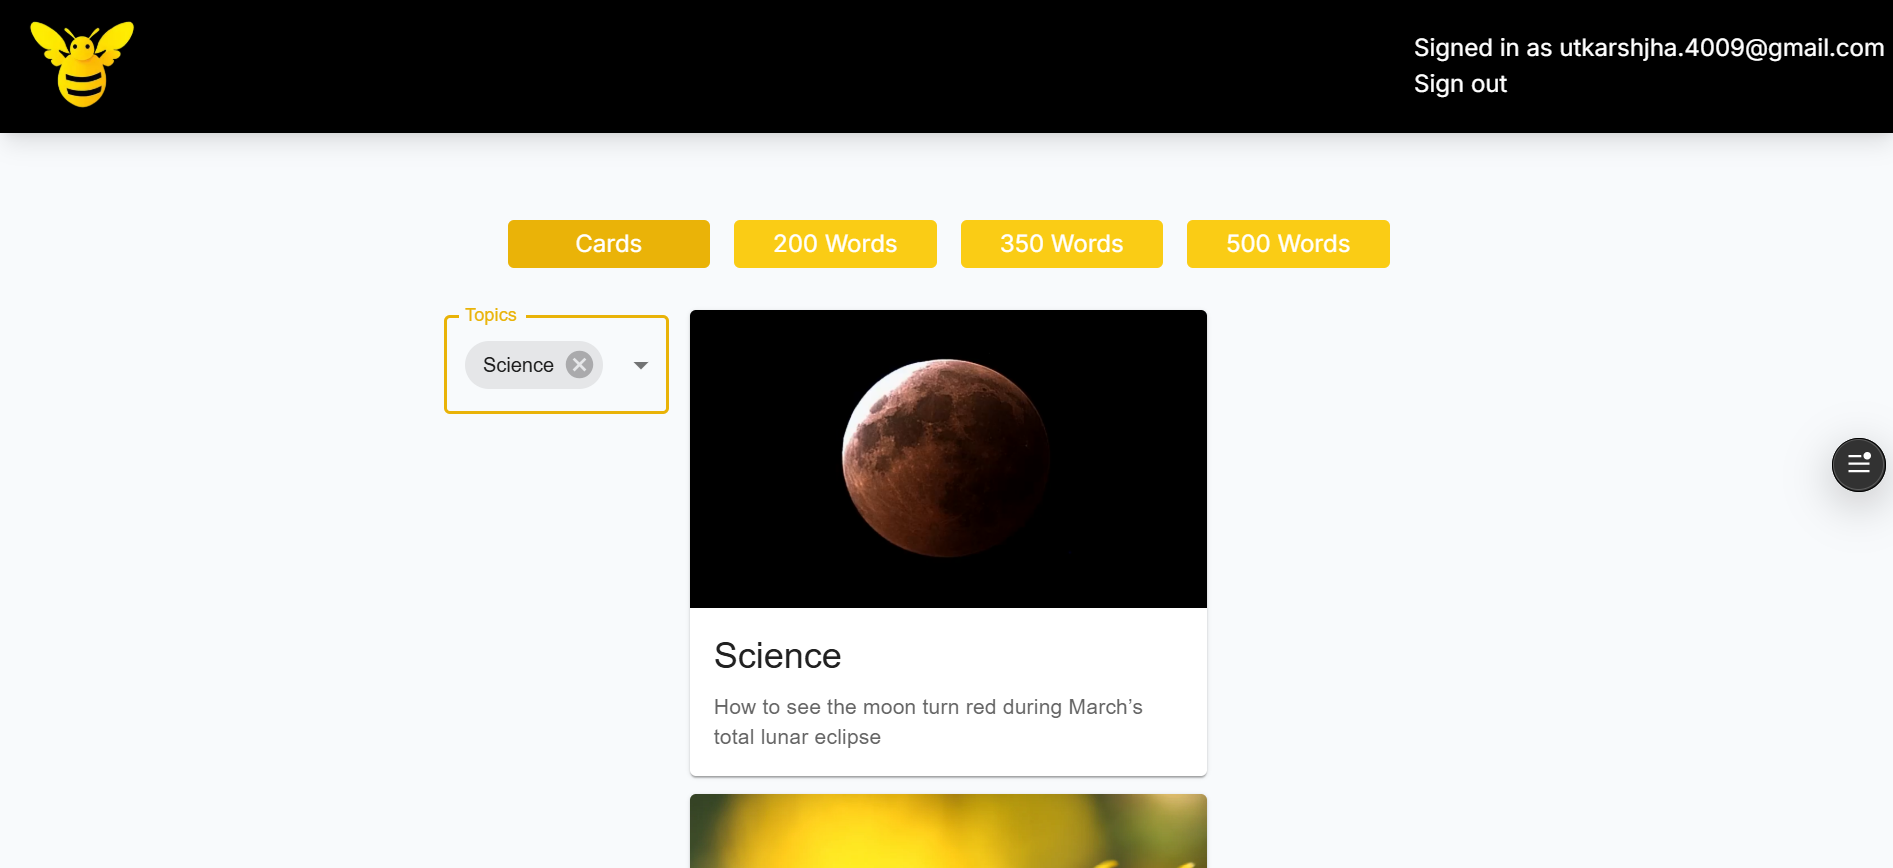 Signed in as utkarshjha.4009@gmail.com
Sign out
Cards
200 Words
350 Words
500 Words
Topics
Science
Science
How to see the moon turn red during March’s
total lunar eclipse